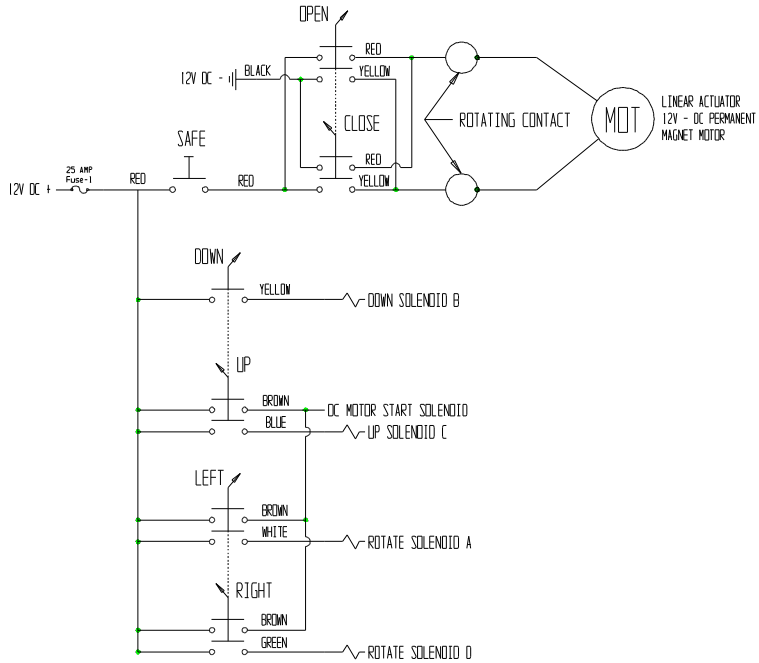 OPEN
RED
12V DC -
BLACK
YELLOW
CLOSE
ROTATING CONTACT
MOT
LINEAR ACTUATOR
12V - DC PERMANENT
MAGNET MOTOR
SAFE
RED
25 AMP
Fuse-1
12V DC +
RED
RED
YELLOW
DOWN
YELLOW
DOWN SOLENOID B
UP
BROWN
DC MOTOR START SOLENOID
BLUE
UP SOLENOID C
LEFT
BROWN
WHITE
ROTATE SOLENOID A
RIGHT
BROWN
GREEN
ROTATE SOLENOID D